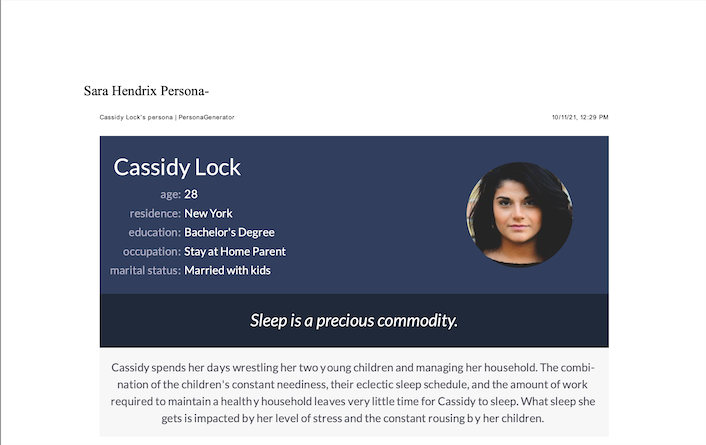 Sara Hendrix Persona-
Cassidy Lock's persona | PersonaGenerator 10/11/21, 12:29 PM
Cassidy Lock
age: 28
residence: New York
education: Bachelor's Degree
occupation: Stay at Home Parent
marital status: Married with kids
Sleep is a precious commodity.
Cassidy spends her days wrestling her two young children and managing her household. The combi-
nation of the children's constant neediness, their eclectic sleep schedule, and the amount of work
required to maintain a healthy household leaves very little time for Cassidy to sleep. What sleep she
gets is impacted by her level of stress and the constant rousing by her children.